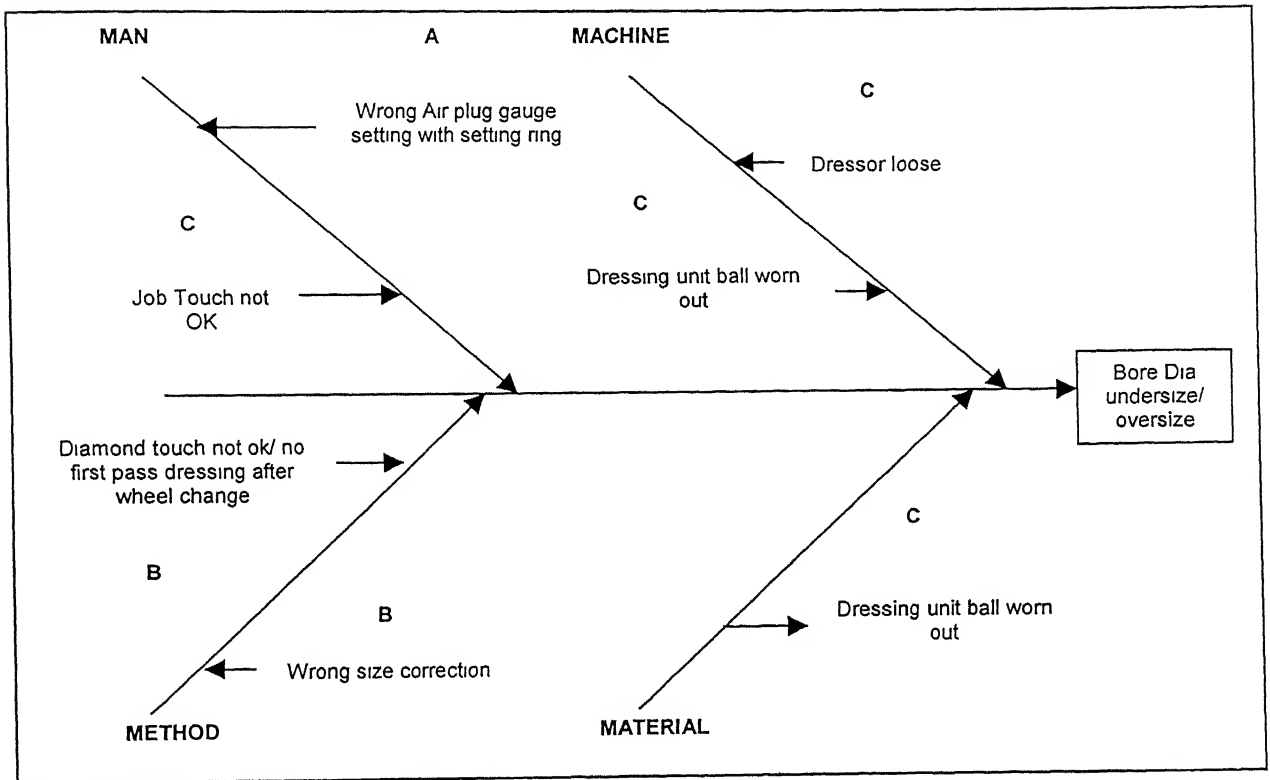 MAN
A
MACHINE
C
Wrong Air plug gauge
setting with setting ring
Dressor loose
C
C
Dressing unit ball worn
out
Job Touch not
OK
Bore Dia
undersize/
oversize
Diamond touch not ok/ no
first pass dressing after
wheel change
C
B
B
Dressing unit ball worn
out
Wrong size correction
METHOD
MATERIAL